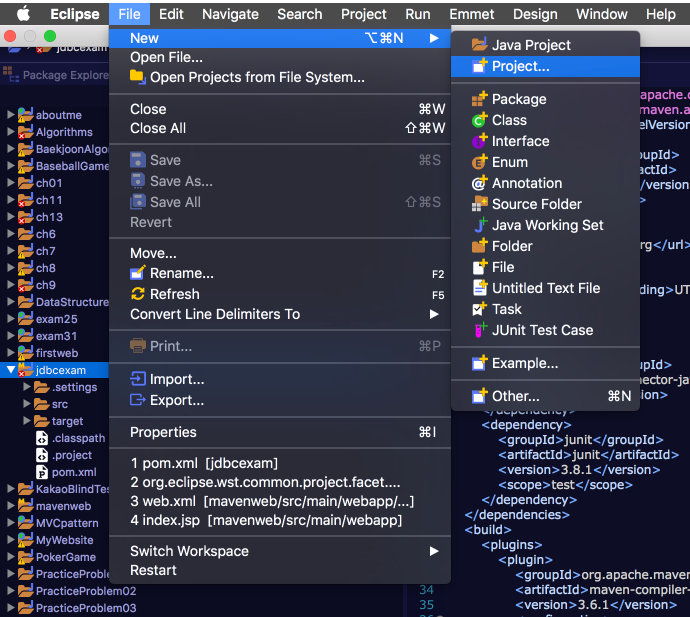 Eclipse File Edit Navigate Search Project Run Emmet Design Window Help
jdbcexam
Package Explore
aboutme
Algorithms
BaekjoonAlgo
BaseballGame
ch01
ch11
ch13
ch6
ch7
ch8
ch9
DataStructure
exam25
exam31
firstweb
jdbcexam
.settings
src
target
.classpath
.project
pom.xml
KakaoBlindTes
mavenweb
MVCpattern
MyWebsite
PokerGame
PracticeProble
PracticeProblem02
PracticeProblem03
New ⌥⌘N
Open File...
Open Projects from File System...
Close ⌘W
Close All ⇧⌘W
Save ⌘S
Save As...
Save All ⇧⌘S
Revert
Move...
Rename... F2
Refresh F5
Convert Line Delimiters To
Print... ⌘P
Import...
Export...
Properties ⌘I
1 pom.xml [jdbcexam]
2 org.eclipse.wst.common.project.facet....
3 web.xml [mavenweb/src/main/webapp/...]
4 index.jsp [mavenweb/src/main/webapp]
Switch Workspace
Restart
Java Project
Project...
Package
Class
Interface
Enum
Annotation
Source Folder
Java Working Set
Folder
File
Untitled Text File
Task
JUnit Test Case
Example...
Other... ⌘N
.apache.
maven.a
elVersion
oupId>
factId>
/version>
>
rg</url>
ding>UT
oupId>
nector-ja
sion>
</dependency>
<dependency>
<groupId>junit</groupId>
<artifactId>junit</artifactId>
<version>3.8.1</version>
<scope>test</scope>
</dependency>
</dependencies>
<build>
<plugins>
<plugin>
<groupId>org.apache.maven
34 <artifactId>maven-compiler-
35 <version>3.6.1</version>